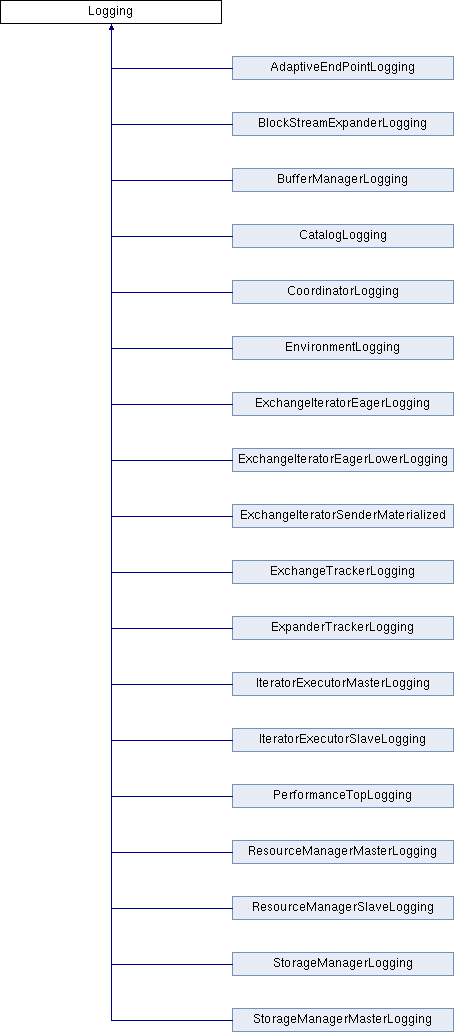 Logging
AdaptiveEndPointLogging
BlockStreamExpanderLogging
BufferManagerLogging
CatalogLogging
CoordinatorLogging
EnvironmentLogging
ExchangeIteratorEagerLogging
ExchangeIteratorEagerLowerLogging
ExchangeIteratorSenderMaterialized
ExchangeTrackerLogging
ExpanderTrackerLogging
IteratorExecutorMasterLogging
IteratorExecutorSlaveLogging
PerformanceTopLogging
ResourceManagerMasterLogging
ResourceManagerSlaveLogging
StorageManagerLogging
StorageManagerMasterLogging